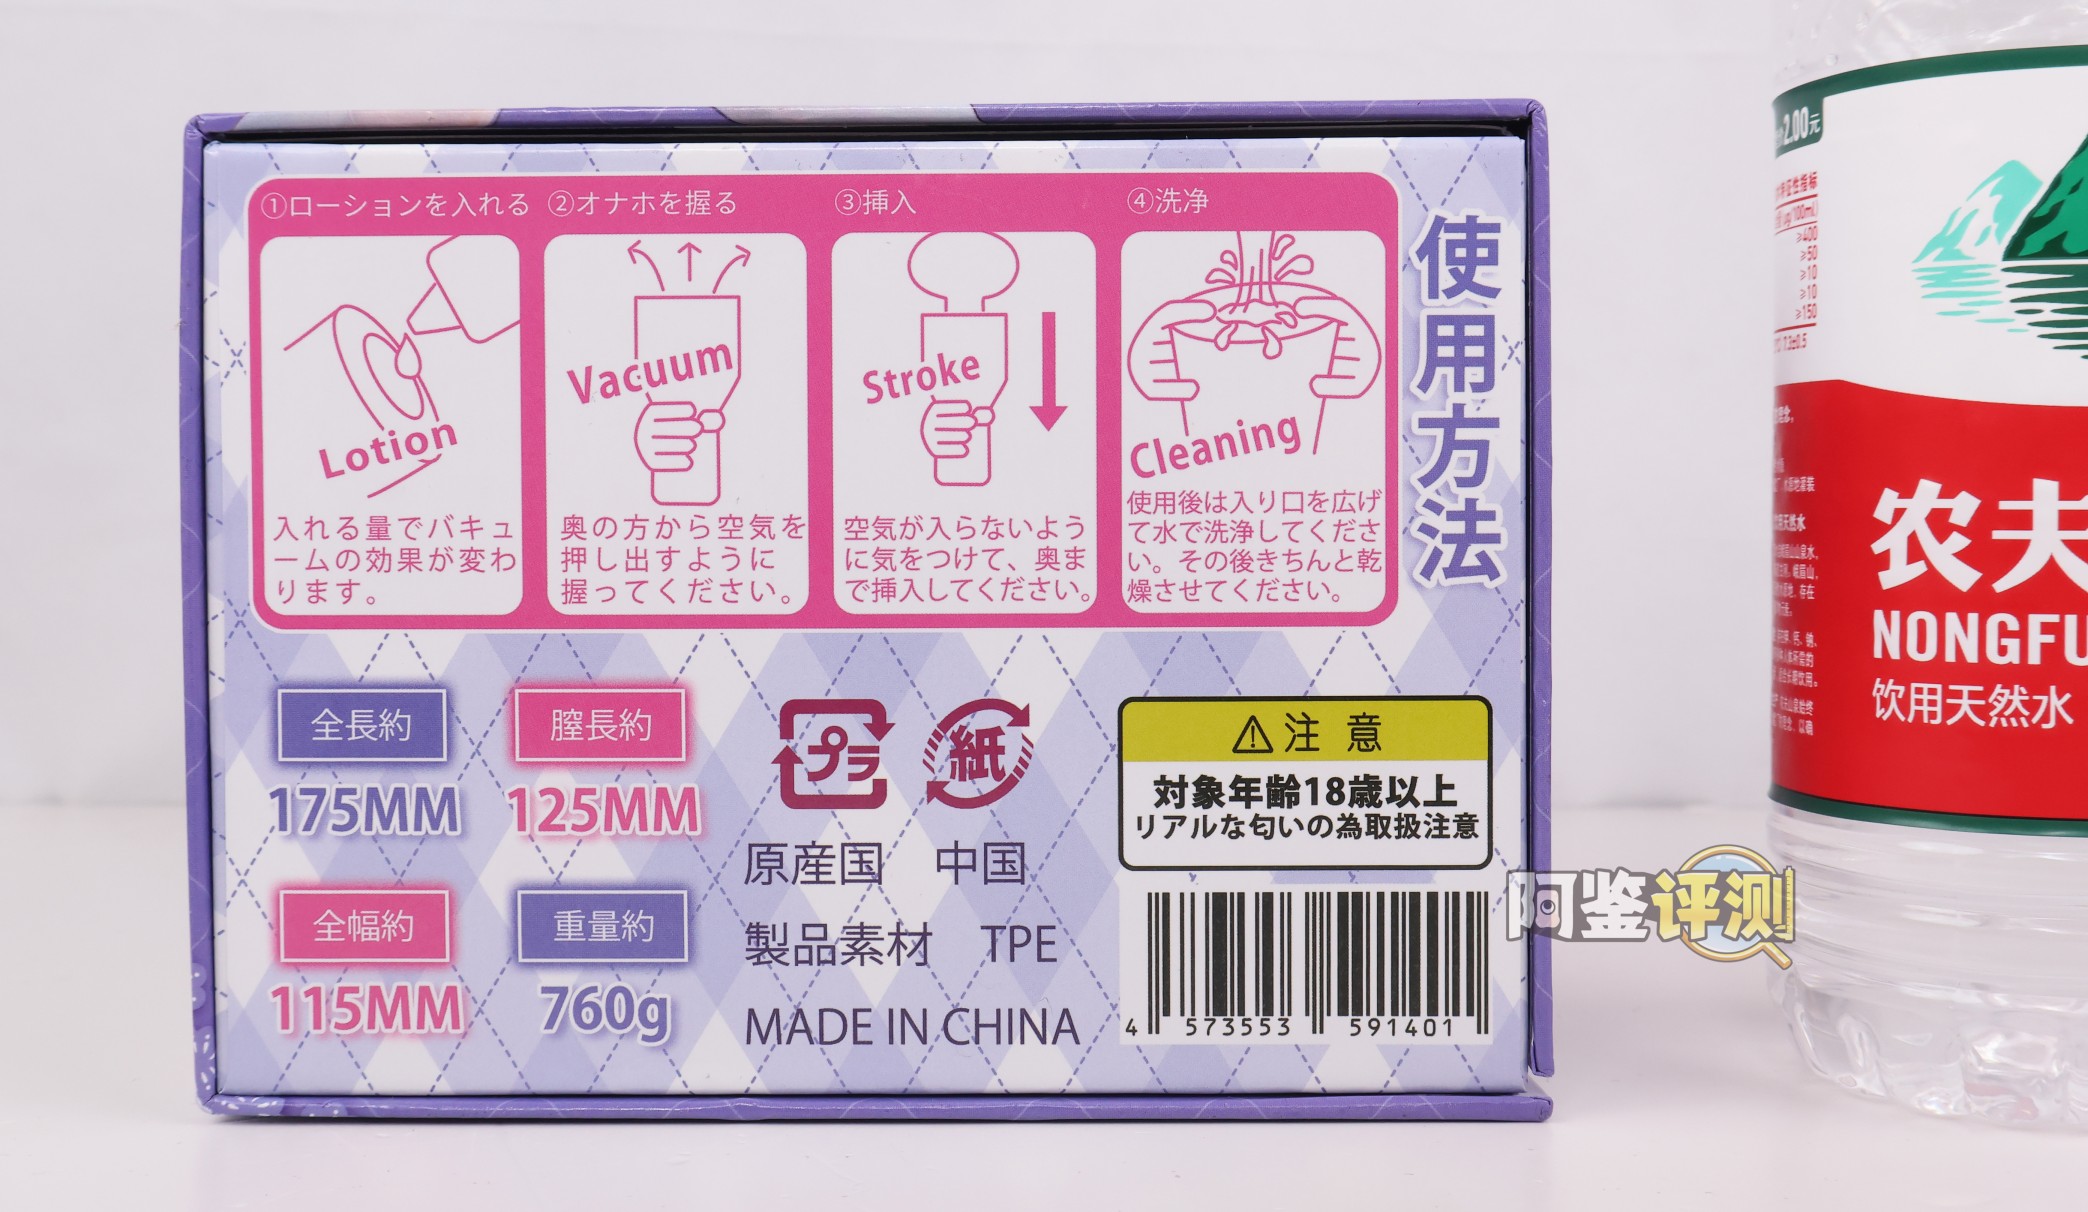 ①ローションを入れる
Lotion
入れる量でバキュ
ームの効果が変わ
ります。
②オナホを握る
Vacuum
奥の方から空気を
押し出すように
握ってください。
③挿入
Stroke
空気が入らないよう
に気をつけて、奥ま
で挿入してください。
④洗浄
Cleaning
使用後は入り口を広げ
て水で洗浄してくださ
い。その後きちんと乾
燥させてください。
使用方法
全長約
175MM
膣長約
125MM
全幅約
115MM
重量約
760g
プラ
紙
原産国 中国
製品素材 TPE
MADE IN CHINA
⚠注意
対象年齢18歳以上
リアルな匂いの為取扱注意
4 573553 591401
阿鉴评测
2.00元
≥400
≥50
≥10
≥10
≥150
农夫
NONGFU
饮用天然水